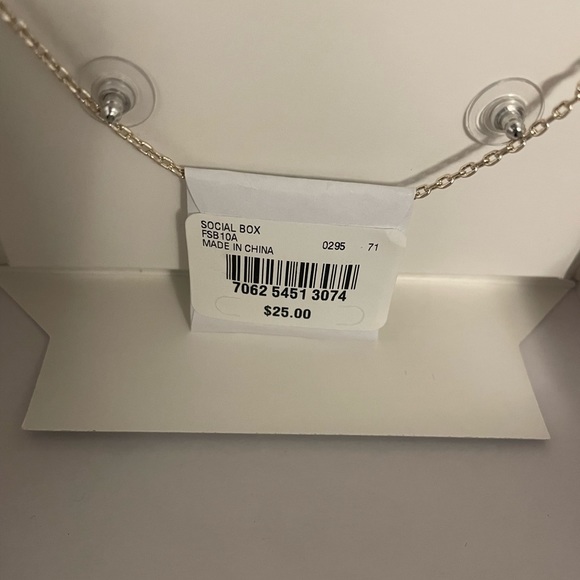 SOCIAL BOX
FSB10A
MADE IN CHINA 0295 71
7062 5451 3074
$25.00